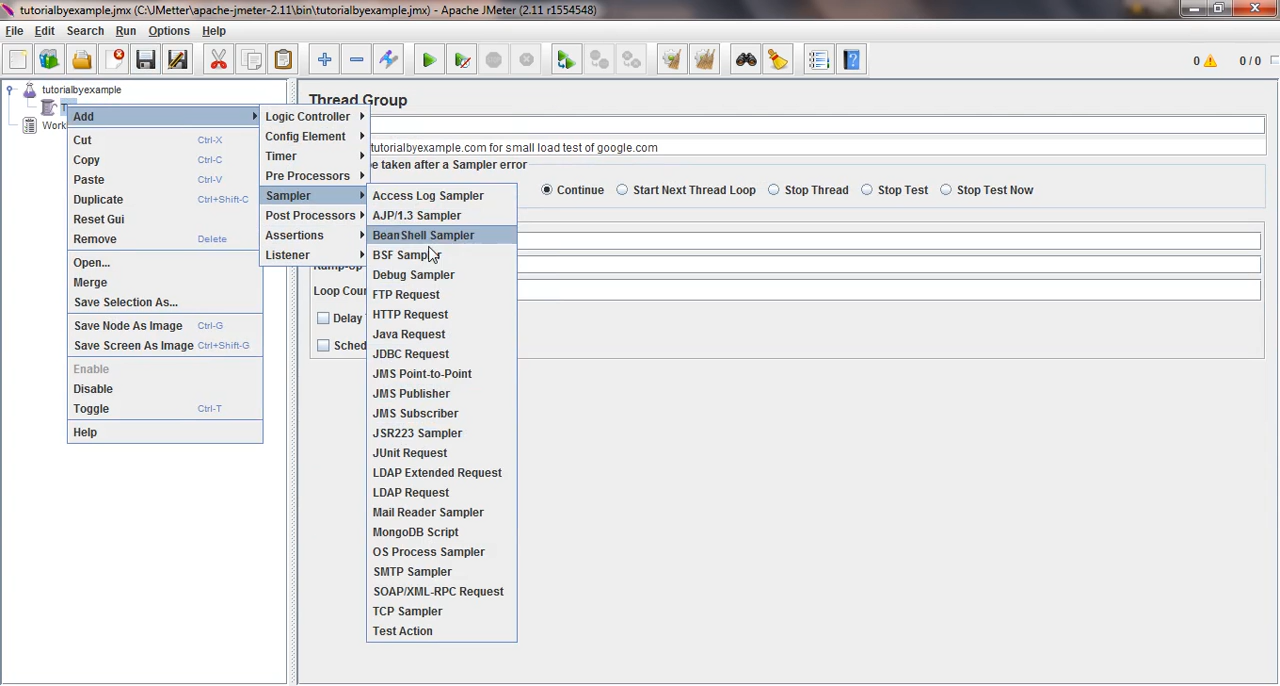 tutorialbyexample.jmx (C:\JMetter\apache-jmeter-2.11\bin\tutorialbyexample.jmx) - Apache JMeter (2.11 r1554548)
File Edit Search Run Options Help
0 0/0
tutorialbyexample
Work
Add
Cut Ctrl-X
Copy Ctrl-C
Paste Ctrl-V
Duplicate Ctrl+Shift-C
Reset Gui
Remove Delete
Open...
Merge
Save Selection As...
Save Node As Image Ctrl-G
Save Screen As Image Ctrl+Shift-G
Enable
Disable
Toggle Ctrl-T
Help
Logic Controller
Config Element
Timer
Pre Processors
Sampler
Post Processors
Assertions
Listener
Access Log Sampler
AJP/1.3 Sampler
BeanShell Sampler
BSF Sampler
Debug Sampler
FTP Request
HTTP Request
Java Request
JDBC Request
JMS Point-to-Point
JMS Publisher
JMS Subscriber
JSR223 Sampler
JUnit Request
LDAP Extended Request
LDAP Request
Mail Reader Sampler
MongoDB Script
OS Process Sampler
SMTP Sampler
SOAP/XML-RPC Request
TCP Sampler
Test Action
Thread Group
tutorialbyexample.com for small load test of google.com
be taken after a Sampler error
Continue Start Next Thread Loop Stop Thread Stop Test Stop Test Now
Loop Cou
Delay
Sched